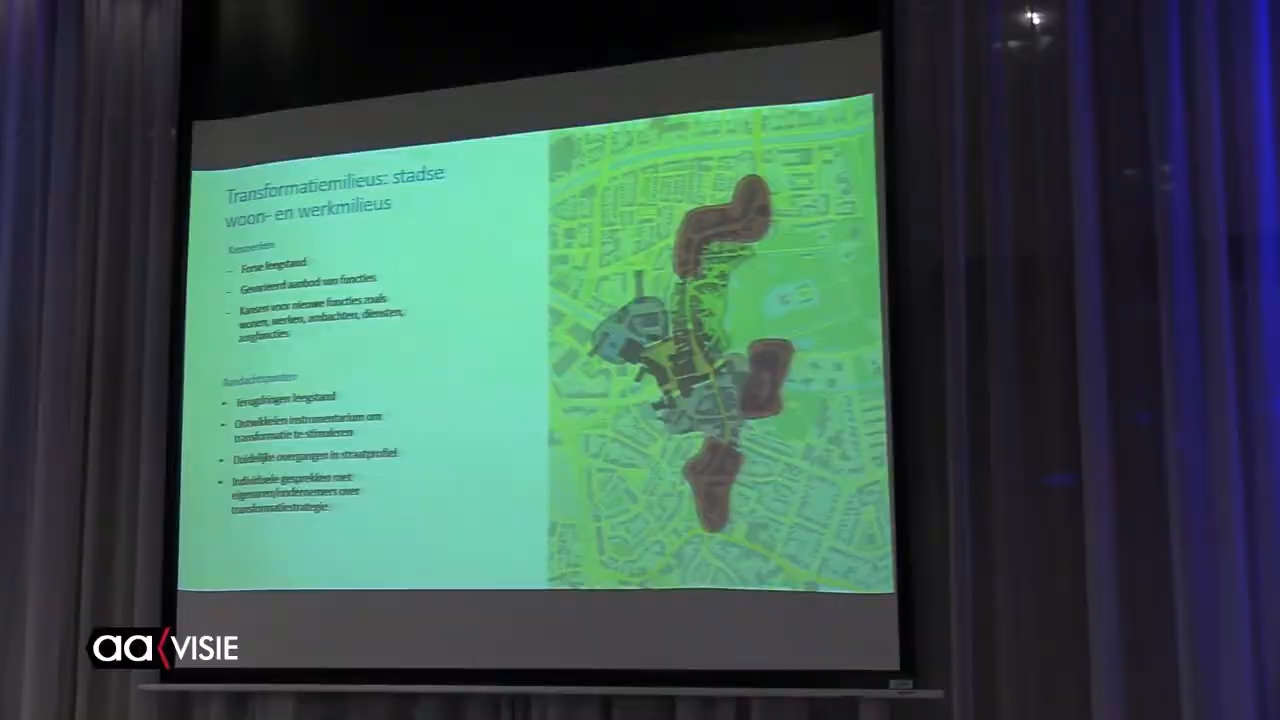 Transformatiemilieus: stadse
woon- en werkmilieus
Kenmerken
– Forse leegstand
– Gevarieerd aanbod van functies
– Kansen voor nieuwe functies zoals
wonen, werken, ambachten, diensten,
zorgfuncties
Aandachtspunten
- Terugdringen leegstand
- Ontwikkelen instrumentarium om
transformatie te stimuleren
- Duidelijke overgangen in straatprofiel
- Individuele gesprekken met
eigenaren/ondernemers over
transformatiestrategie
aa VISIE